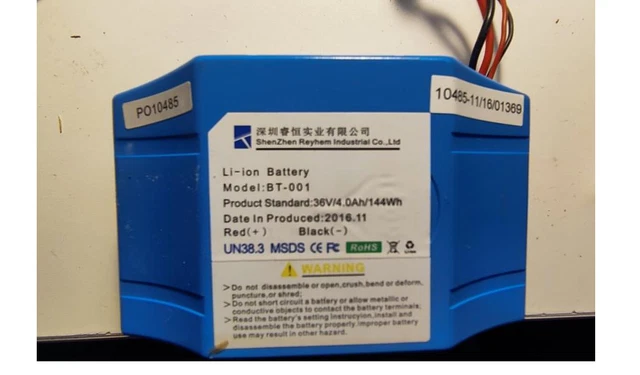 PO10485
10485-11/16/01369
深圳睿恒实业有限公司
ShenZhen Reyhem Industrial Co.,Ltd
Li-ion Battery
Model:BT-001
Product Standard:36V/4.0Ah/144Wh
Date In Produced:2016.11
Red(+) Black(-)
UN38.3 MSDS CE FC RoHS
WARNING
>Do not disassemble or open,crush,bend or deform,
puncture,or shred;
>Do not short circuit a battery or allow metallic or
conductive objects to contact the battery terminals;
>Read the battery's setting instrucyion,install and
disassemble the battery properly,improper battery
use may result in other hazard.